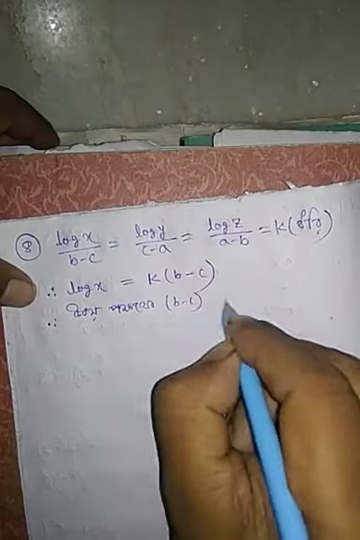 8 log x / b-c = log y / c-a = log z / a-b = K (ধরি)
∴ log x = K (b-c)
∴ (b-c)